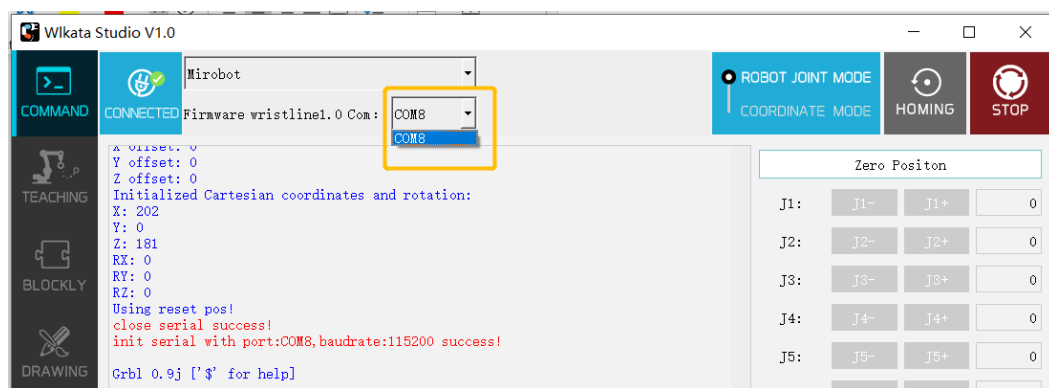 Wlkata Studio V1.0
COMMAND
CONNECTED
Mirobot
Firmware wristline1.0 Com:
COM8
COM8
ROBOT JOINT MODE
COORDINATE MODE
HOMING
STOP
TEACHING
BLOCKLY
DRAWING
X offset: 0
Y offset: 0
Z offset: 0
Initialized Cartesian coordinates and rotation:
X: 202
Y: 0
Z: 181
RX: 0
RY: 0
RZ: 0
Using reset pos!
close serial success!
init serial with port:COM8,baudrate:115200 success!
Grbl 0.9j ['$' for help]
Zero Positon
J1: J1- J1+ 0
J2: J2- J2+ 0
J3: J3- J3+ 0
J4: J4- J4+ 0
J5: J5- J5+ 0